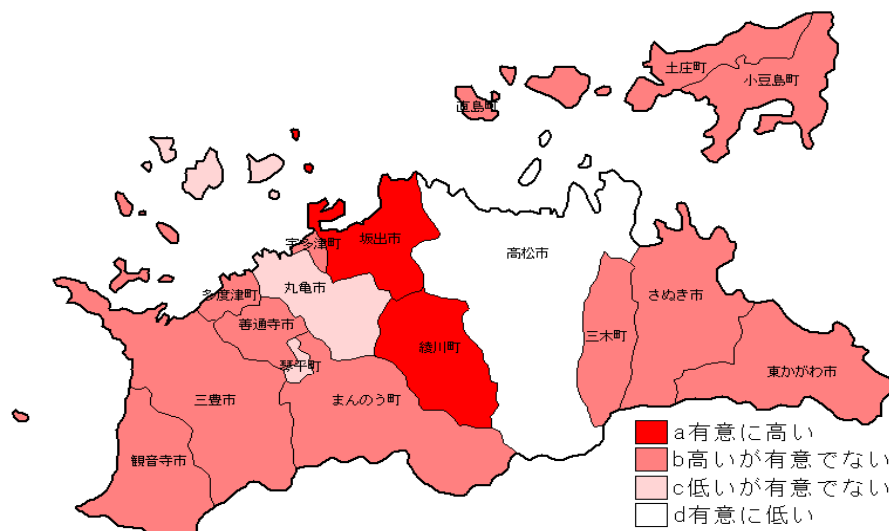 土庄町
小豆島町
直島町
宇多津町
坂出市
高松市
丸亀市
多度津町
さぬき市
善通寺市
三木町
綾川町
琴平町
東かがわ市
三豊市
まんのう町
観音寺市
a有意に高い
b高いが有意でない
c低いが有意でない
d有意に低い